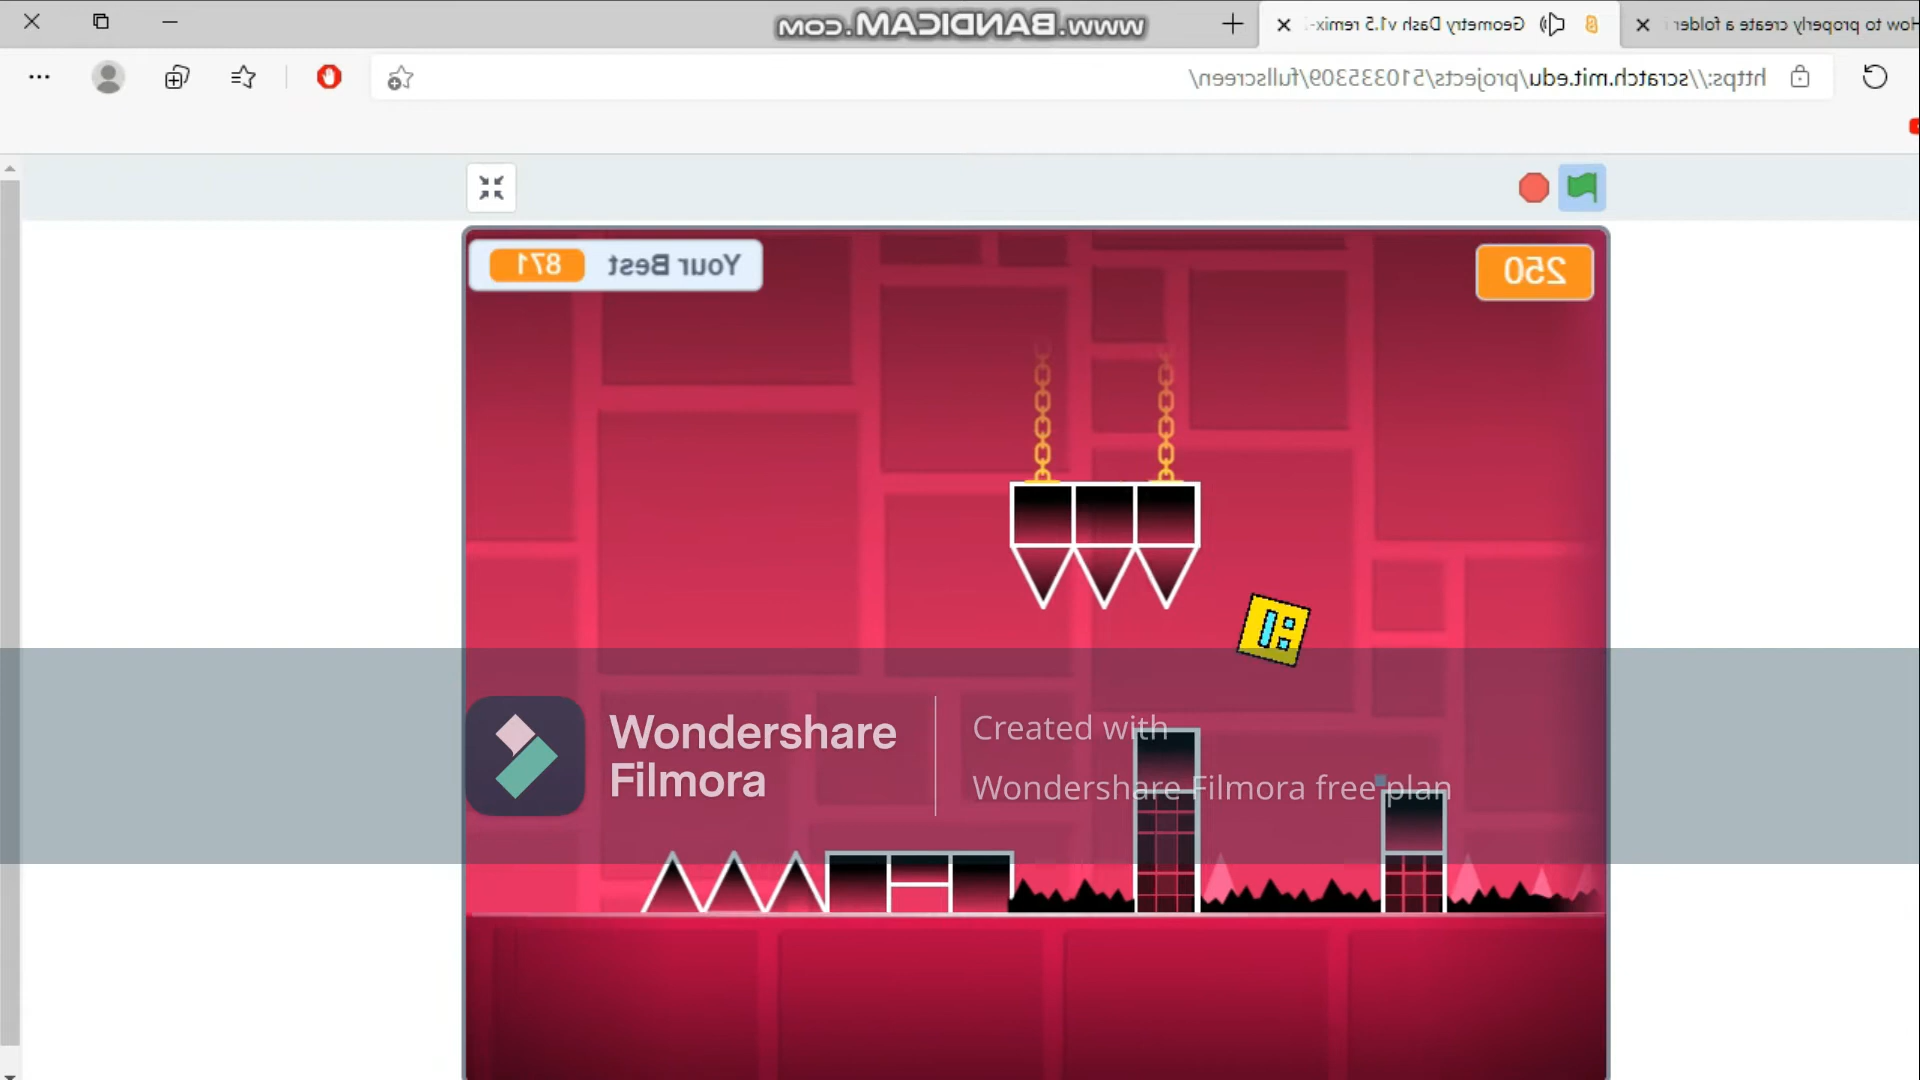 www.BANDICAM.com
Geometry Dash v1.5 remix-
How to properly create a folder
https://scratch.mit.edu/projects/510335309/fullscreen/
Your Best 871
250
Wondershare
Filmora
Created with
Wondershare Filmora free plan